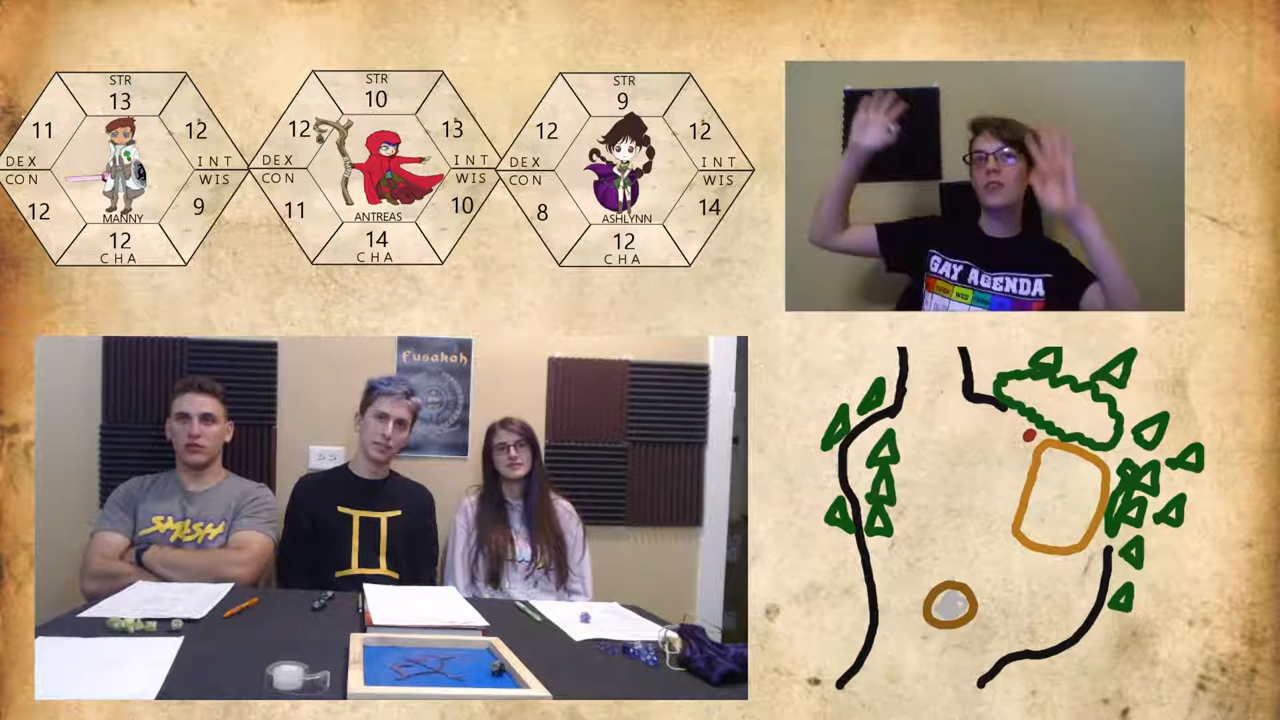 STR
13
11
12
DEX
INT
CON
WIS
12
9
MANNY
12
CHA
STR
10
12
13
DEX
INT
CON
WIS
11
10
ANTREAS
14
CHA
STR
9
12
12
DEX
INT
CON
WIS
8
14
ASHLYNN
12
CHA
GAY AGENDA
WED
fusakah
SMASH